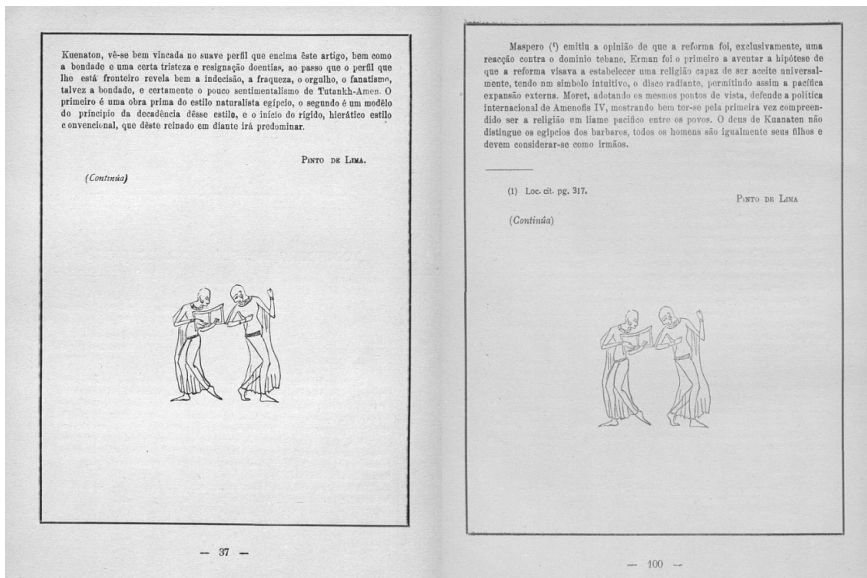 Kuenaton, vê-se bem vincada no suave perfil que encima êste artigo, bem como
a bondade e uma certa tristeza e resignação doentias, ao passo que o perfil que
lhe está fronteiro revela bem a indecisão, a fraqueza, o orgulho, o fanatismo,
talvez a bondade, e certamente o pouco sentimentalismo de Tutankh-Amen. O
primeiro é uma obra prima do estilo naturalista egípcio, o segundo é um modêlo
do princípio da decadência dêsse estilo, e o início do rígido, hierático estilo
convencional, que dêste reinado em diante irá predominar.
PINTO DE LIMA.
(Continúa)
— 37 —
Maspero (¹) emitiu a opinião de que a reforma foi, exclusivamente, uma
reacção contra o domínio tebano. Erman foi o primeiro a aventar a hipótese de
que a reforma visava a estabelecer uma religião capaz de ser aceite universal-
mente, tendo um símbolo intuitivo, o disco radiante, permitindo assim a pacífica
expansão externa. Moret, adotando os mesmos pontos de vista, defende a política
internacional de Amenofis IV, mostrando bem ter-se pela primeira vez compreen-
dido ser a religião um liame pacífico entre os povos. O deus de Kuanaten não
distingue os egípcios dos barbaros, todos os homens são igualmente seus filhos e
devem considerar-se como irmãos.
(1) Loc. cit. pg. 317.
PINTO DE LIMA
(Continúa)
— 100 —